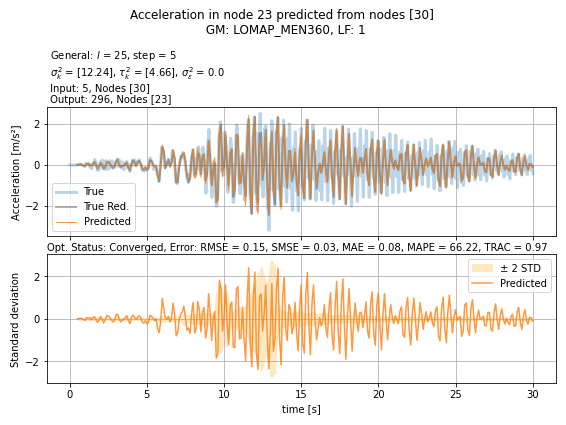 Acceleration in node 23 predicted from nodes [30]
GM: LOMAP_MEN360, LF: 1
General: l = 25, step = 5
σ²ₖ = [12.24], τ²ₖ = [4.66], σ²ε = 0.0
Input: 5, Nodes [30]
Output: 296, Nodes [23]
Acceleration [m/s²]
2
0
−2
True
True Red.
Predicted
Opt. Status: Converged, Error: RMSE = 0.15, SMSE = 0.03, MAE = 0.08, MAPE = 66.22, TRAC = 0.97
Standard deviation
2
0
−2
± 2 STD
Predicted
0 5 10 15 20 25 30
time [s]